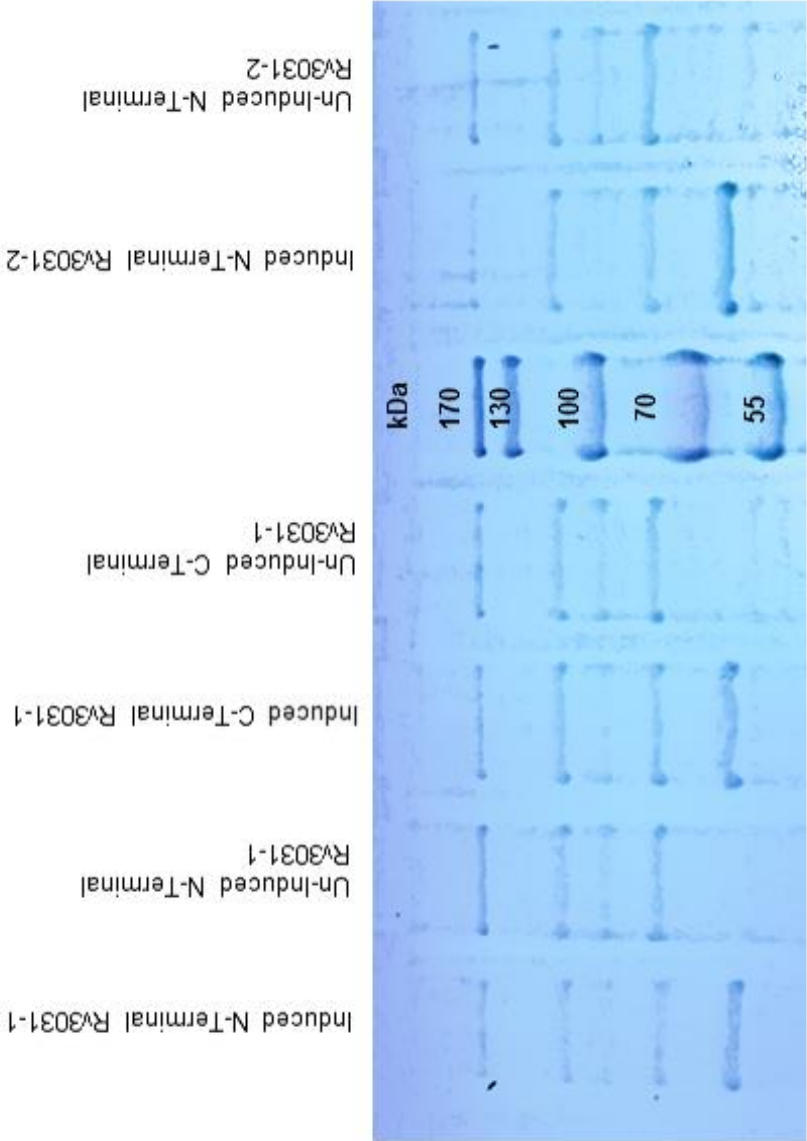 Un-Induced N-Terminal
Rv3031-2
Induced N-Terminal Rv3031-2
kDa
170
130
100
70
55
Un-Induced C-Terminal
Rv3031-1
Induced C-Terminal Rv3031-1
Un-Induced N-Terminal
Rv3031-1
Induced N-Terminal Rv3031-1